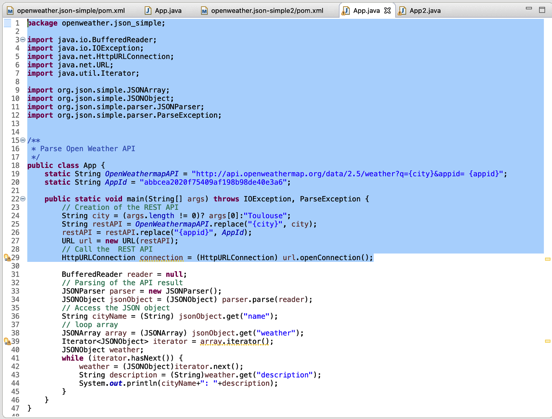 openweather.json-simple/pom.xml App.java openweather.json-simple2/pom.xml App.java App2.java
1 package openweather.json_simple;
2
3 import java.io.BufferedReader;
4 import java.io.IOException;
5 import java.net.HttpURLConnection;
6 import java.net.URL;
7 import java.util.Iterator;
8
9 import org.json.simple.JSONArray;
10 import org.json.simple.JSONObject;
11 import org.json.simple.parser.JSONParser;
12 import org.json.simple.parser.ParseException;
13
14
15 /**
16 * Parse Open Weather API
17 */
18 public class App {
19 static String OpenWeathermapAPI = "http://api.openweathermap.org/data/2.5/weather?q={city}&appid= {appid}";
20 static String AppId = "abbcea2020f75409af198b98de40e3a6";
21
22 public static void main(String[] args) throws IOException, ParseException {
23 // Creation of the REST API
24 String city = (args.length != 0)? args[0]:"Toulouse";
25 String restAPI = OpenWeathermapAPI.replace("{city}", city);
26 restAPI = restAPI.replace("{appid}", AppId);
27 URL url = new URL(restAPI);
28 // Call the REST API
29 HttpURLConnection connection = (HttpURLConnection) url.openConnection();
30
31 BufferedReader reader = null;
32 // Parsing of the API result
33 JSONParser parser = new JSONParser();
34 JSONObject jsonObject = (JSONObject) parser.parse(reader);
35 // Access the JSON object
36 String cityName = (String) jsonObject.get("name");
37 // loop array
38 JSONArray array = (JSONArray) jsonObject.get("weather");
39 Iterator<JSONObject> iterator = array.iterator();
40 JSONObject weather;
41 while (iterator.hasNext()) {
42 weather = (JSONObject)iterator.next();
43 String description = (String)weather.get("description");
44 System.out.println(cityName+": "+description);
45 }
46 }
47 }